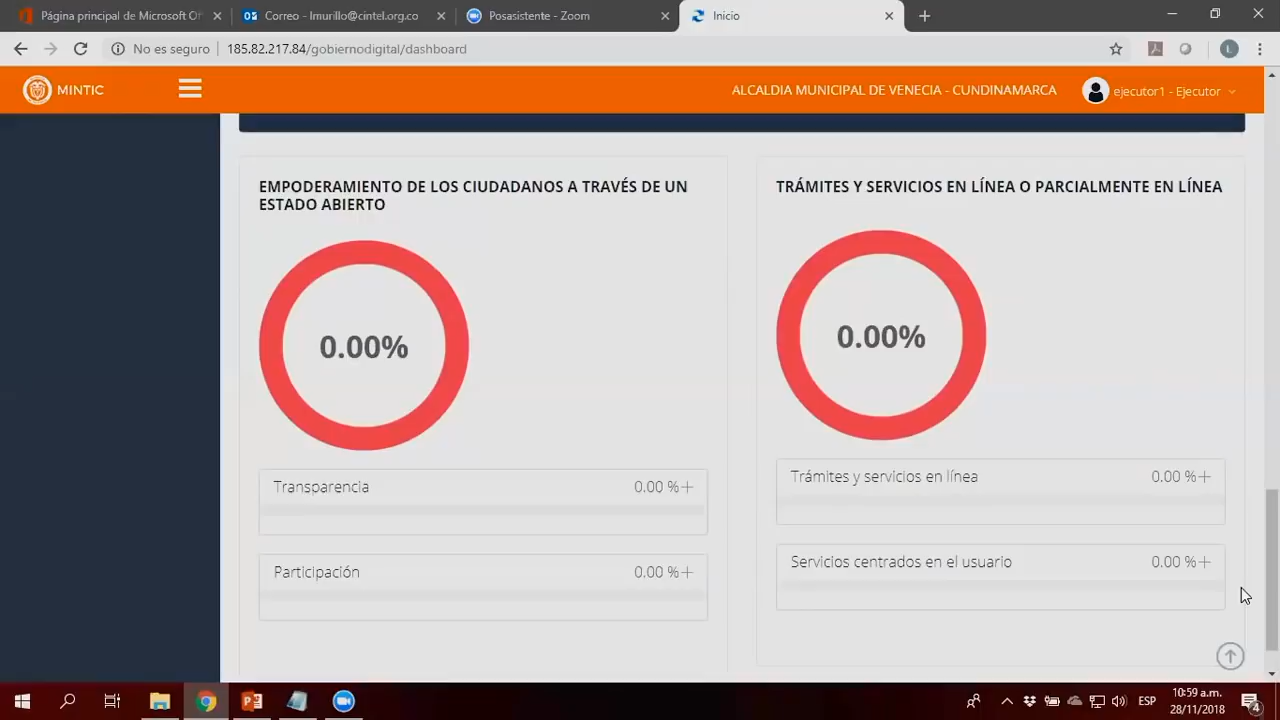 Página principal de Microsoft Of
Correo - lmurillo@cintel.org.co
Posasistente - Zoom
Inicio
No es seguro | 185.82.217.84/gobiernodigital/dashboard
L
MINTIC
ALCALDIA MUNICIPAL DE VENECIA - CUNDINAMARCA
ejecutor1 - Ejecutor
EMPODERAMIENTO DE LOS CIUDADANOS A TRAVÉS DE UN
ESTADO ABIERTO
0.00%
Transparencia 0.00 %+
Participación 0.00 %+
TRÁMITES Y SERVICIOS EN LÍNEA O PARCIALMENTE EN LÍNEA
0.00%
Trámites y servicios en línea 0.00 %+
Servicios centrados en el usuario 0.00 %+
ESP
10:59 a.m.
28/11/2018
4